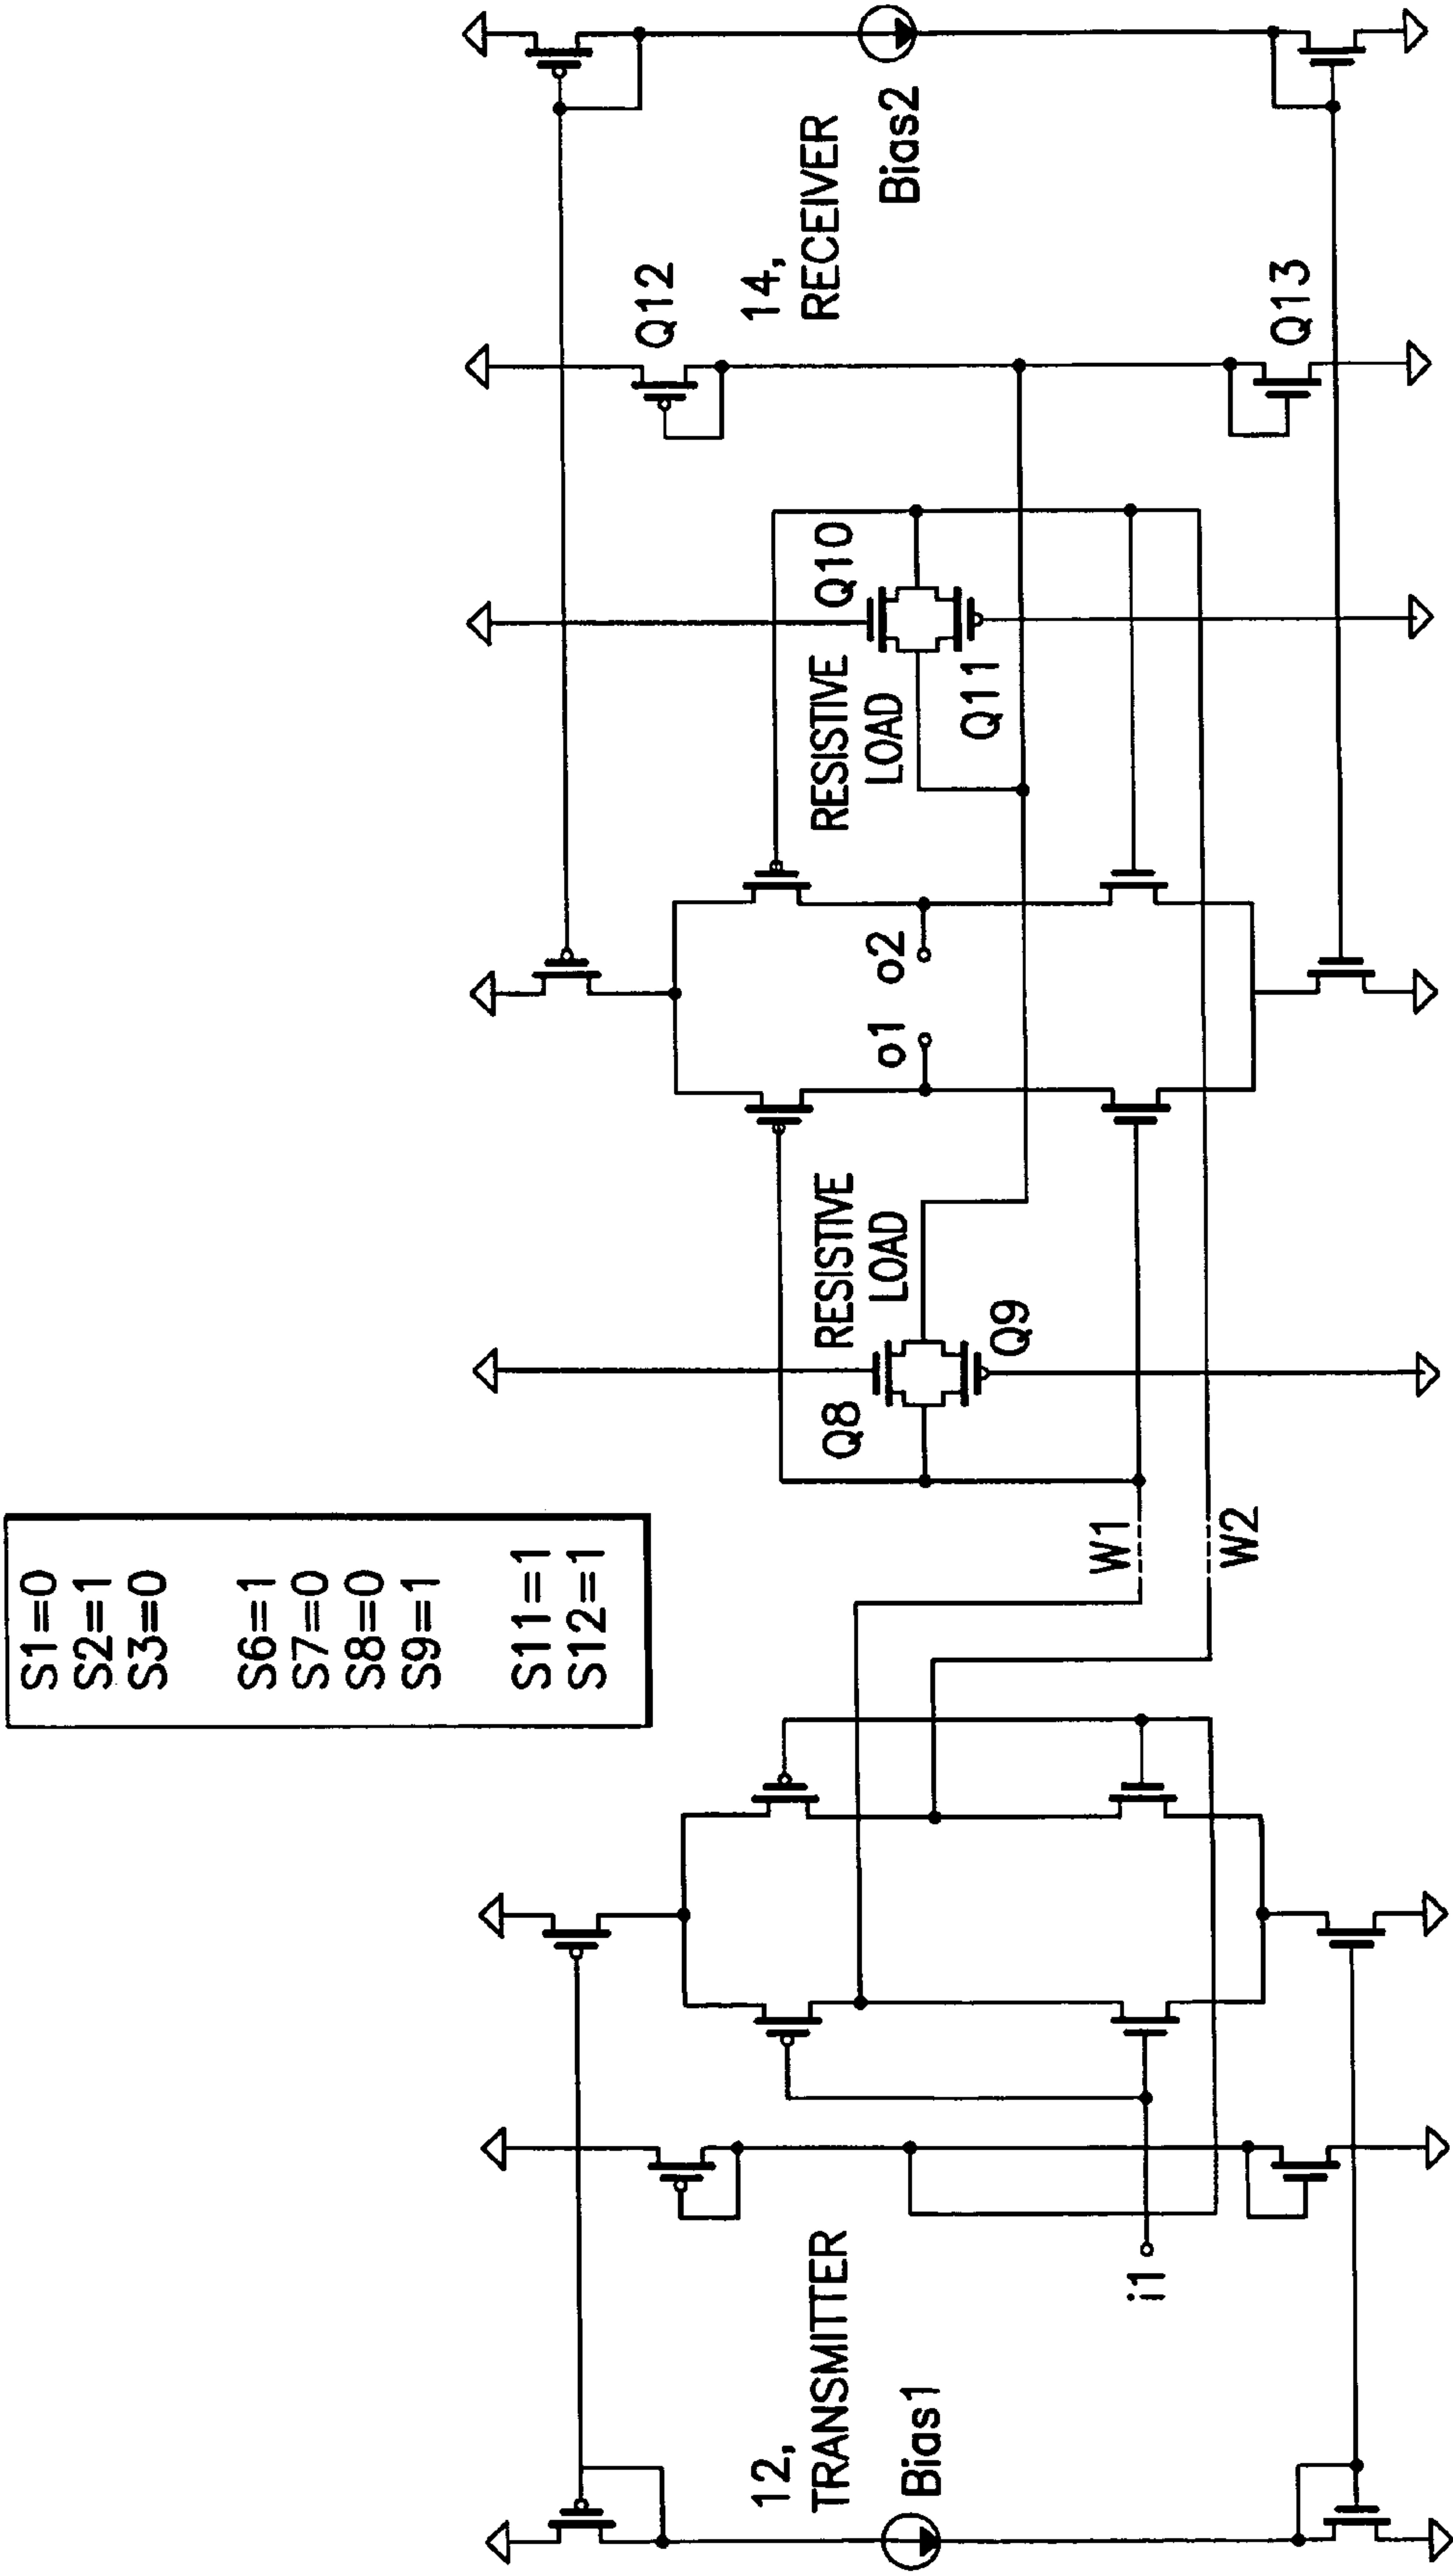 S1=0
S2=1
S3=0
S6=1
S7=0
S8=0
S9=1
S11=1
S12=1
12,
TRANSMITTER
Bias1
i1
W1
W2
Q8
Q9
RESISTIVE
LOAD
o1
o2
RESISTIVE
LOAD
Q10
Q11
Q12
14,
RECEIVER
Q13
Bias2